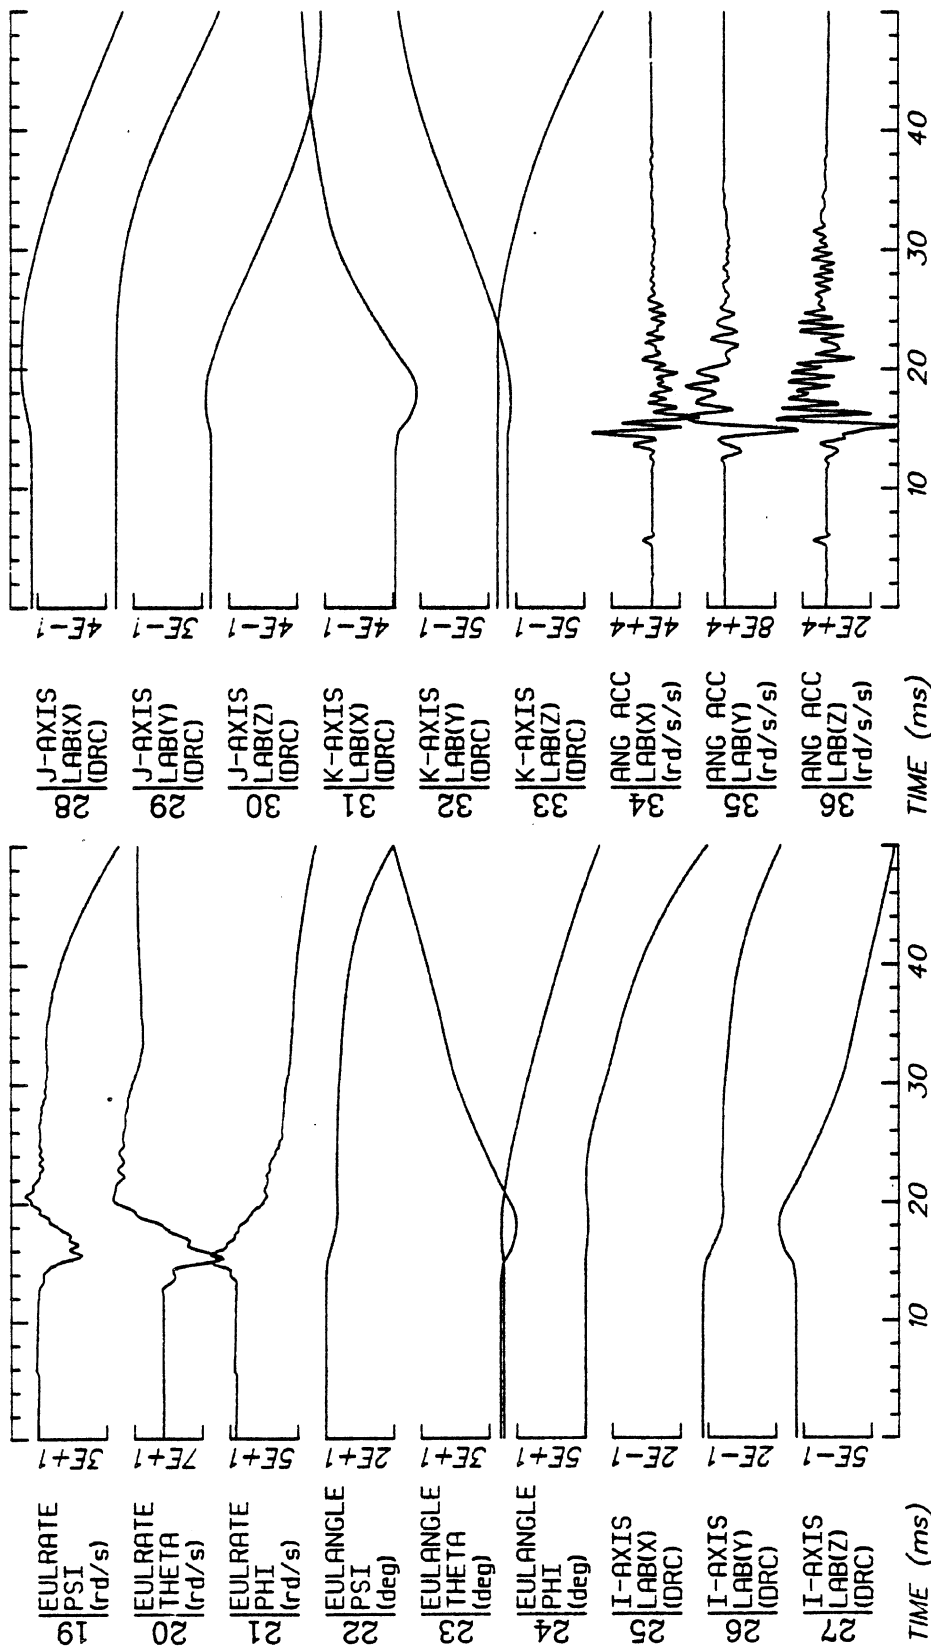 19
EULRATE
PSI
(rd/s)
3E+1
20
EULRATE
THETA
(rd/s)
7E+1
21
EULRATE
PHI
(rd/s)
5E+1
22
EULANGLE
PSI
(deg)
2E+1
23
EULANGLE
THETA
(deg)
3E+1
24
EULANGLE
PHI
(deg)
5E+1
25
I-AXIS
LAB(X)
(DRC)
2E-1
26
I-AXIS
LAB(Y)
(DRC)
2E-1
27
I-AXIS
LAB(Z)
(DRC)
5E-1
TIME (ms)
10
20
30
40
28
J-AXIS
LAB(X)
(DRC)
4E-1
29
J-AXIS
LAB(Y)
(DRC)
3E-1
30
J-AXIS
LAB(Z)
(DRC)
4E-1
31
K-AXIS
LAB(X)
(DRC)
4E-1
32
K-AXIS
LAB(Y)
(DRC)
5E-1
33
K-AXIS
LAB(Z)
(DRC)
5E-1
34
ANG ACC
LAB(X)
(rd/s/s)
4E+4
35
ANG ACC
LAB(Y)
(rd/s/s)
8E+4
36
ANG ACC
LAB(Z)
(rd/s/s)
2E+4
TIME (ms)
10
20
30
40